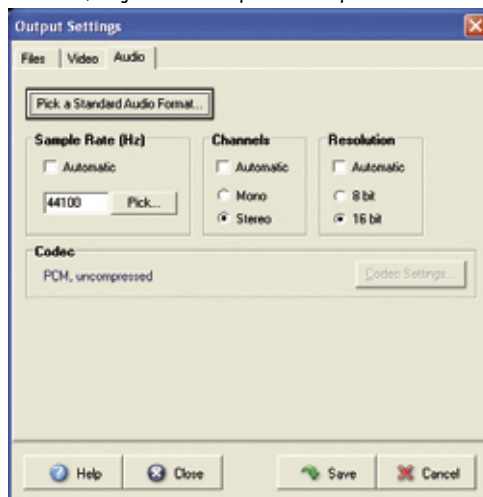 Output Settings
Files Video Audio
Pick a Standard Audio Format...
Sample Rate (Hz) Channels Resolution
Automatic Automatic Automatic
44100 Pick... Mono 8 bit
Stereo 16 bit
Codec
PCM, uncompressed Codec Settings...
Help Close Save Cancel